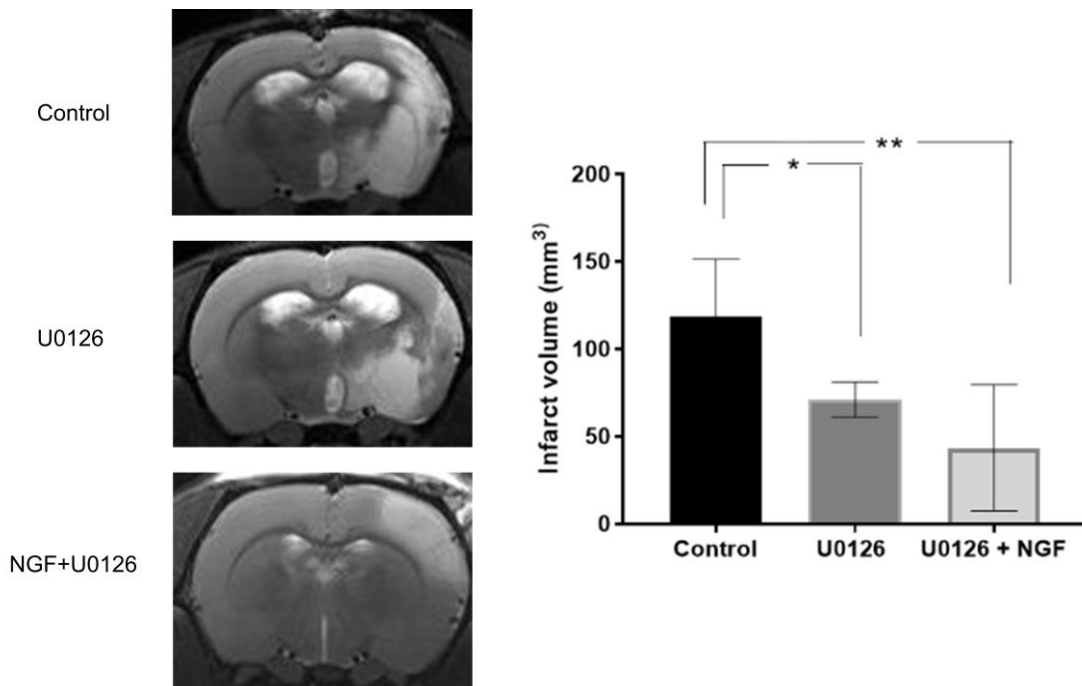 Control
U0126
NGF+U0126
**
*
200
150
100
50
0
Infarct volume (mm³)
Control
U0126
U0126 + NGF